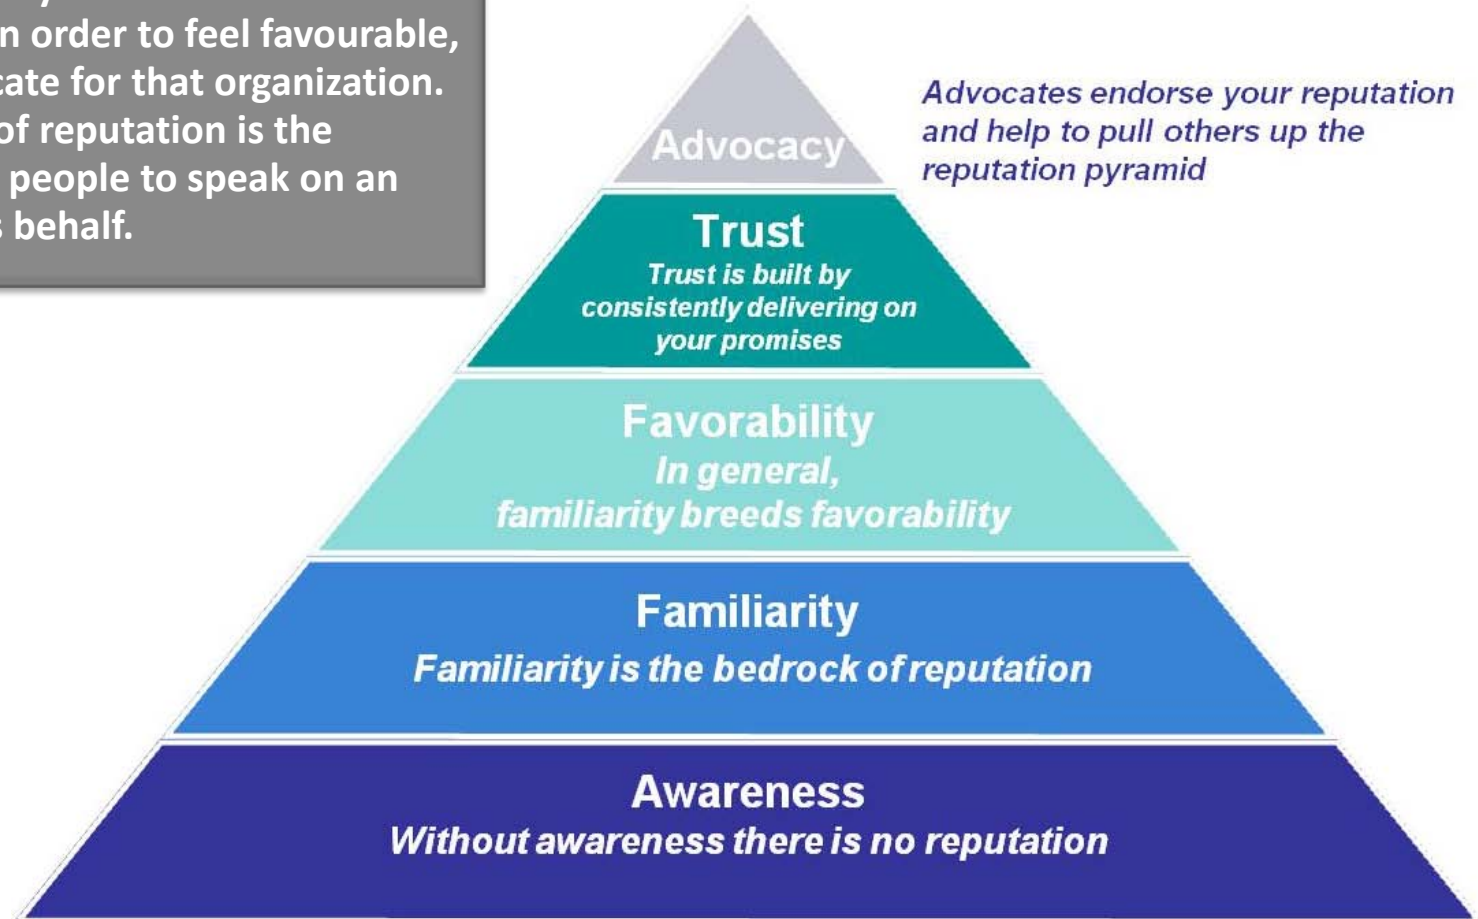 n order to feel favourable,
cate for that organization.
of reputation is the
people to speak on an
s behalf.
Advocacy
Advocates endorse your reputation
and help to pull others up the
reputation pyramid
Trust
Trust is built by
consistently delivering on
your promises
Favorability
In general,
familiarity breeds favorability
Familiarity
Familiarity is the bedrock of reputation
Awareness
Without awareness there is no reputation